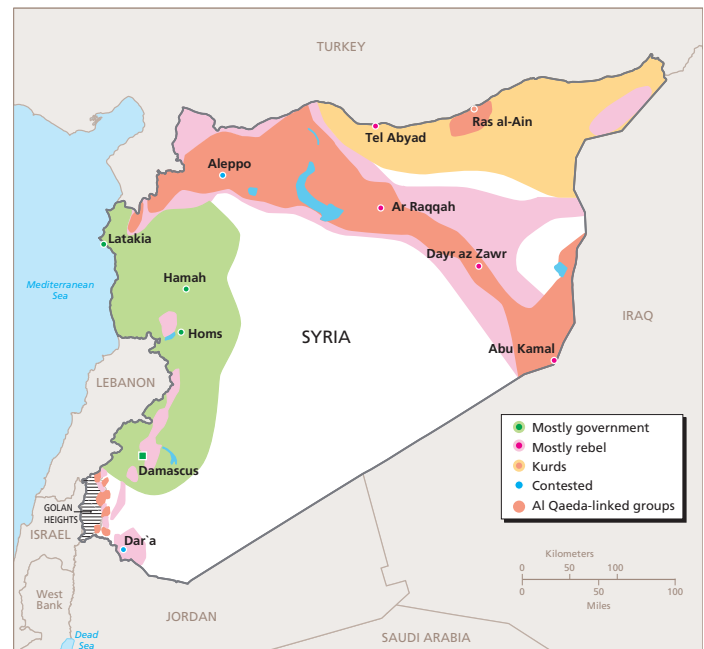 TURKEY
Tel Abyad
Ras al-Ain
Aleppo
Ar Raqqah
Latakia
Dayr az Zawr
Hamah
Mediterranean
Sea
Homs
SYRIA
IRAQ
Abu Kamal
LEBANON
Damascus
GOLAN
HEIGHTS
ISRAEL
Dar`a
West
Bank
JORDAN
Dead
Sea
SAUDI ARABIA
Mostly government
Mostly rebel
Kurds
Contested
Al Qaeda-linked groups
Kilometers
0 50 100
0 50 100
Miles